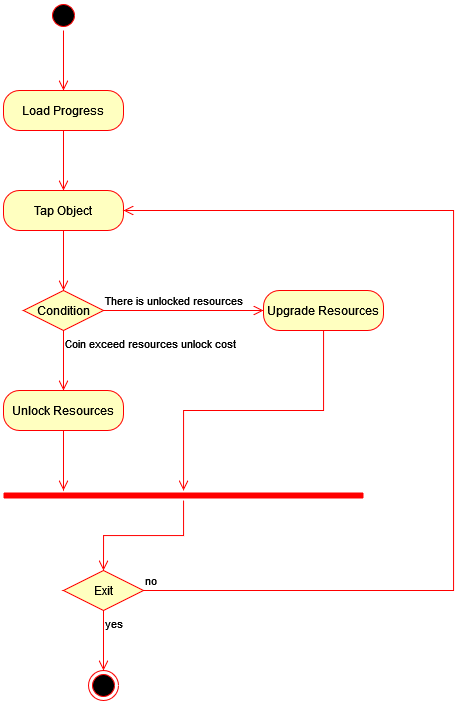 Load Progress
Tap Object
Condition
There is unlocked resources
Upgrade Resources
Coin exceed resources unlock cost
Unlock Resources
Exit
no
yes